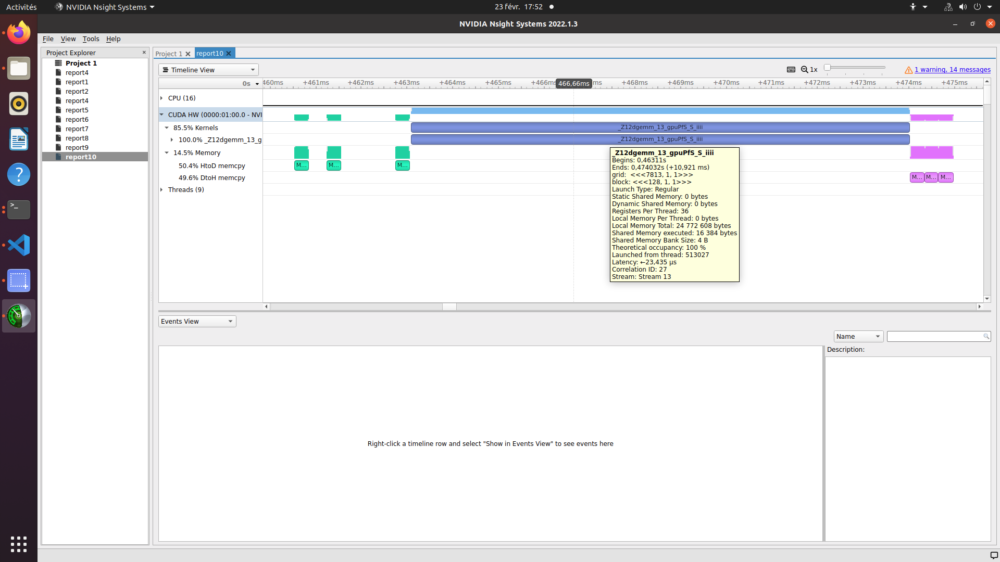 Activités
NVIDIA Nsight Systems
23 févr. 17:52
NVIDIA Nsight Systems 2022.1.3
File
View
Tools
Help
Project Explorer
Project 1
report4
report1
report2
report4
report5
report6
report7
report8
report9
report10
Project 1
report10
Timeline View
1x
1 warning, 14 messages
0s
460ms
+461ms
+462ms
+463ms
+464ms
+465ms
+466ms
466,66ms
ms
+468ms
+469ms
+470ms
+471ms
+472ms
+473ms
+474ms
+475ms
CPU (16)
CUDA HW (0000:01:00.0 - NVI
85.5% Kernels
_Z12dgemm_13_gpuPfS_S_iiii
100.0% _Z12dgemm_13_g
_Z12dgemm_13_gpuPfS_S_iiii
14.5% Memory
50.4% HtoD memcpy
M...
M...
M...
49.6% DtoH memcpy
M...
M...
M...
Threads (9)
_Z12dgemm_13_gpuPfS_S_iiii
Begins: 0,46311s
Ends: 0,474032s (+10,921 ms)
grid: <<<7813, 1, 1>>>
block: <<<128, 1, 1>>>
Launch Type: Regular
Static Shared Memory: 0 bytes
Dynamic Shared Memory: 0 bytes
Registers Per Thread: 36
Local Memory Per Thread: 0 bytes
Local Memory Total: 24 772 608 bytes
Shared Memory executed: 16 384 bytes
Shared Memory Bank Size: 4 B
Theoretical occupancy: 100 %
Launched from thread: 513027
Latency: ←23,435 μs
Correlation ID: 27
Stream: Stream 13
Events View
Name
Description:
Right-click a timeline row and select "Show in Events View" to see events here